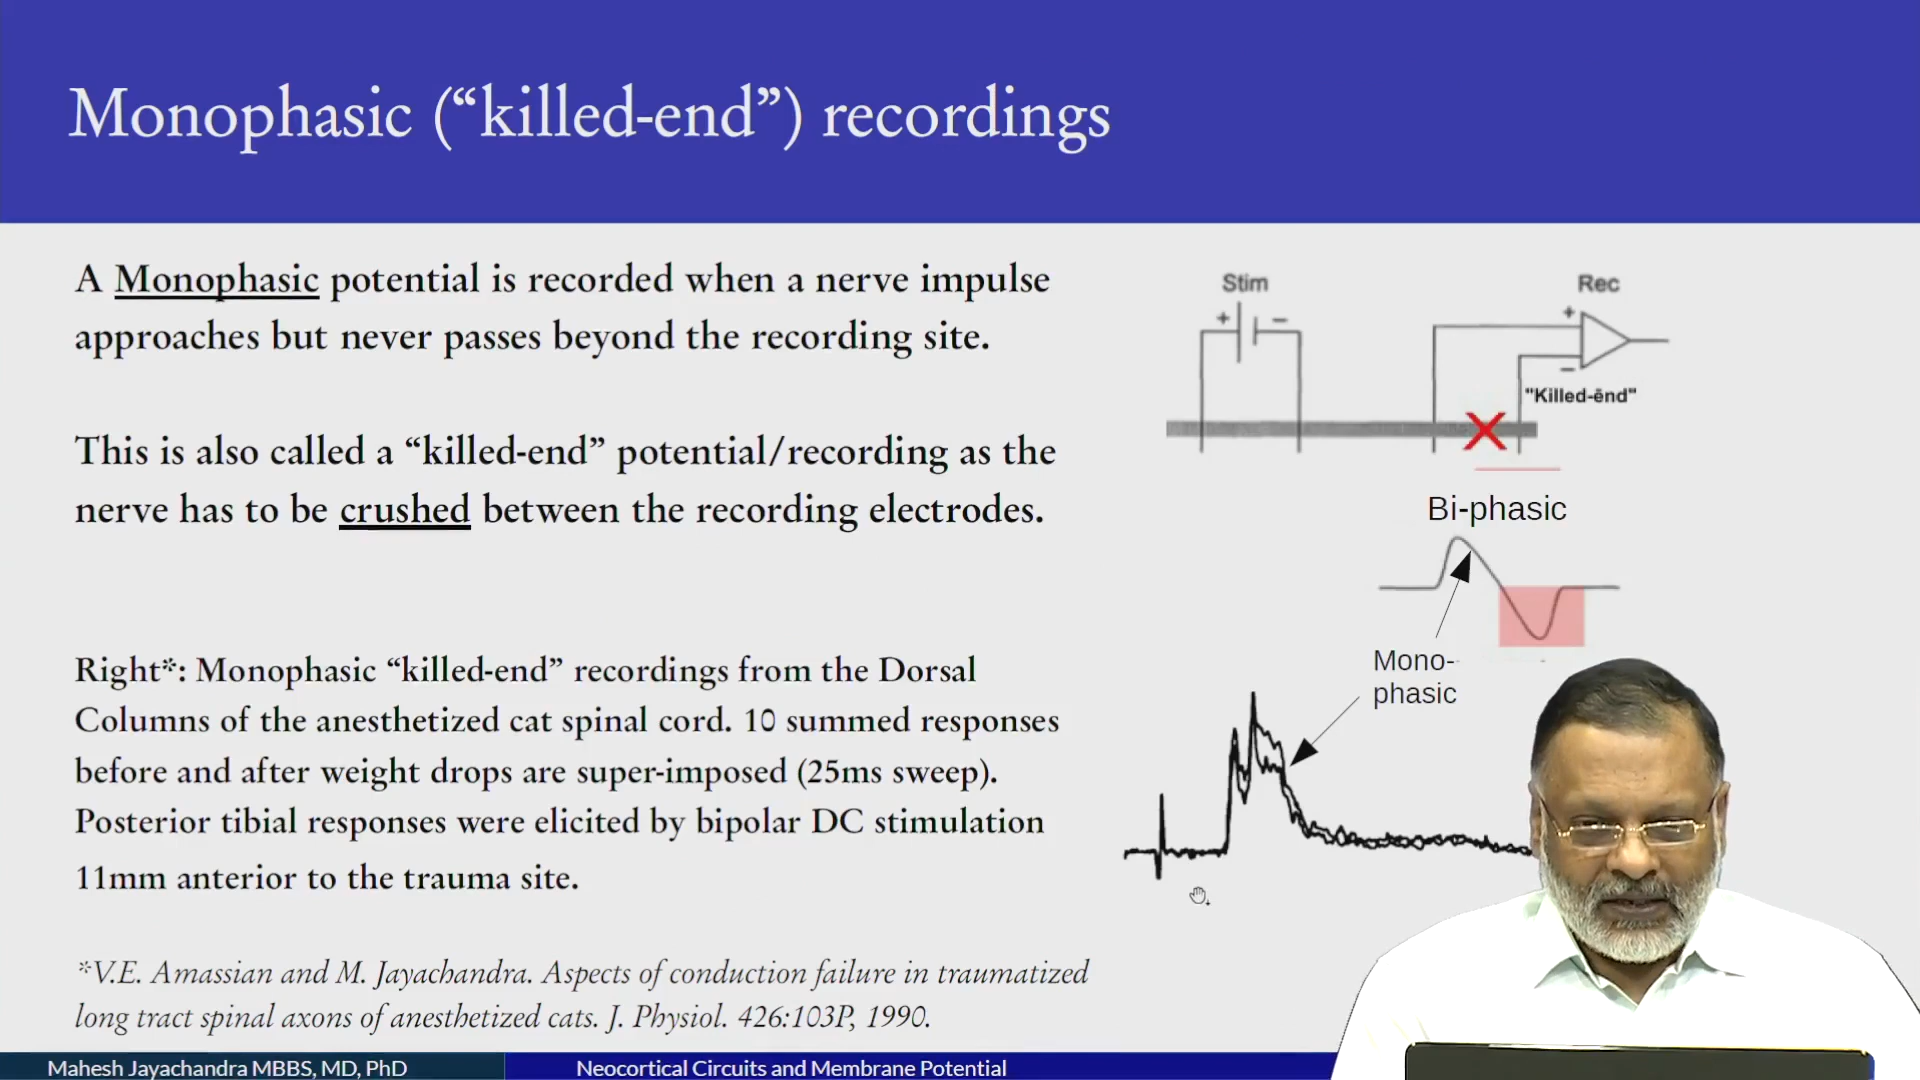 Monophasic (“killed-end”) recordings
A Monophasic potential is recorded when a nerve impulse
approaches but never passes beyond the recording site.
This is also called a “killed-end” potential/recording as the
nerve has to be crushed between the recording electrodes.
Right*: Monophasic “killed-end” recordings from the Dorsal
Columns of the anesthetized cat spinal cord. 10 summed responses
before and after weight drops are super-imposed (25ms sweep).
Posterior tibial responses were elicited by bipolar DC stimulation
11mm anterior to the trauma site.
*V.E. Amassian and M. Jayachandra. Aspects of conduction failure in traumatized
long tract spinal axons of anesthetized cats. J. Physiol. 426:103P, 1990.
Stim
Rec
+ −
+
−
"Killed-end"
Bi-phasic
Mono-
phasic
Mahesh Jayachandra MBBS, MD, PhD
Neocortical Circuits and Membrane Potential